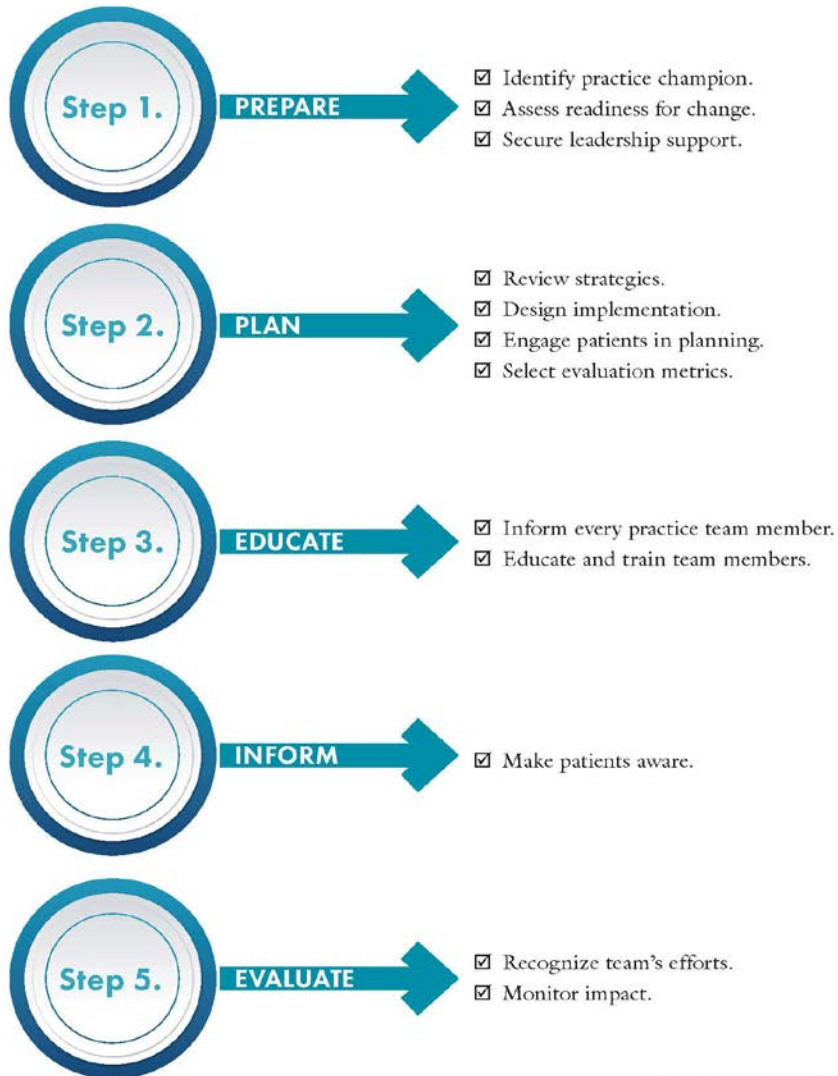 Step 1.
PREPARE
☑ Identify practice champion.
☑ Assess readiness for change.
☑ Secure leadership support.
Step 2.
PLAN
☑ Review strategies.
☑ Design implementation.
☑ Engage patients in planning.
☑ Select evaluation metrics.
Step 3.
EDUCATE
☑ Inform every practice team member.
☑ Educate and train team members.
Step 4.
INFORM
☑ Make patients aware.
Step 5.
EVALUATE
☑ Recognize team’s efforts.
☑ Monitor impact.